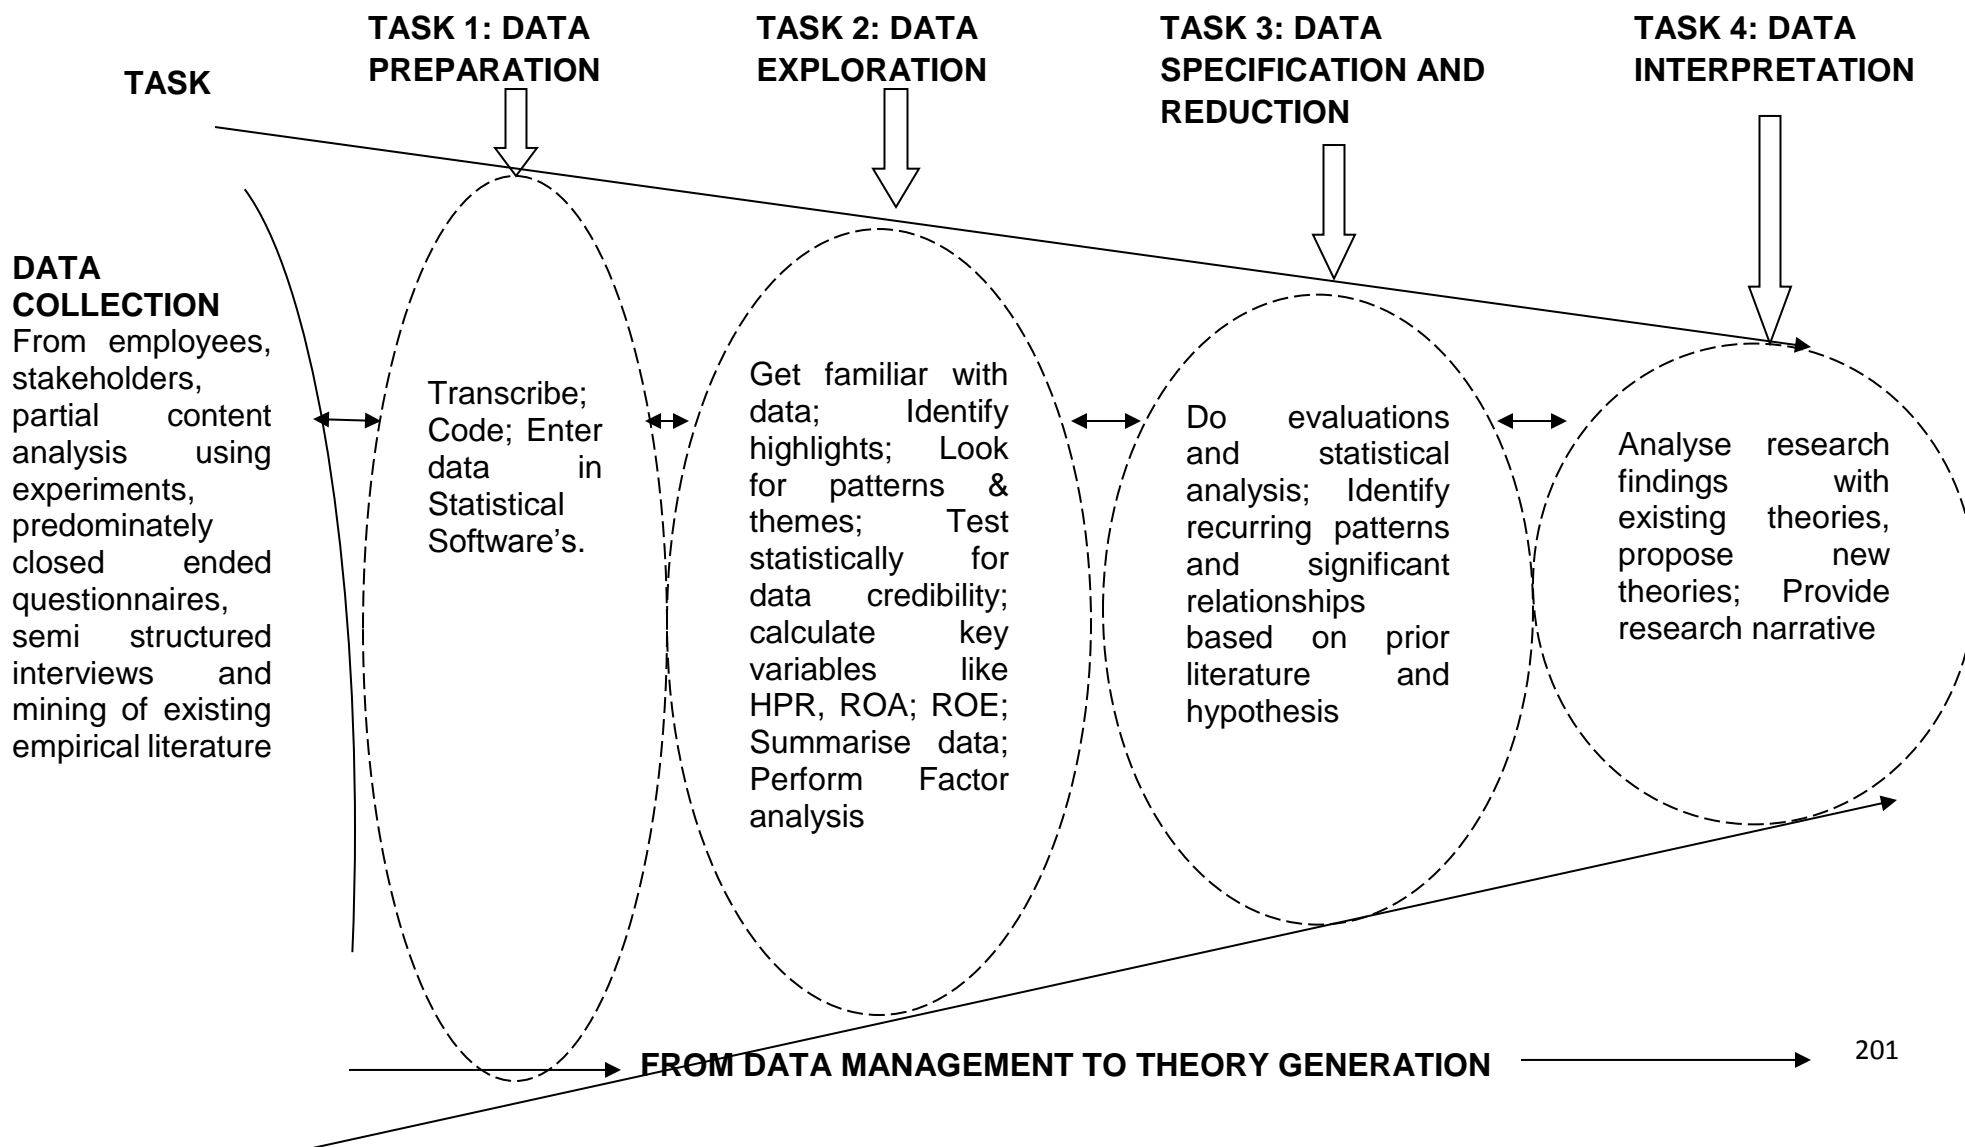 TASK
TASK 1: DATA
PREPARATION
TASK 2: DATA
EXPLORATION
TASK 3: DATA
SPECIFICATION AND
REDUCTION
TASK 4: DATA
INTERPRETATION
DATA
COLLECTION
From employees,
stakeholders,
partial content
analysis using
experiments,
predominately
closed ended
questionnaires,
semi structured
interviews and
mining of existing
empirical literature
Transcribe;
Code; Enter
data in
Statistical
Software's.
Get familiar with
data; Identify
highlights; Look
for patterns &
themes; Test
statistically for
data credibility;
calculate key
variables like
HPR, ROA; ROE;
Summarise data;
Perform Factor
analysis
Do evaluations
and statistical
analysis; Identify
recurring patterns
and significant
relationships
based on prior
literature and
hypothesis
Analyse research
findings with
existing theories,
propose new
theories; Provide
research narrative
FROM DATA MANAGEMENT TO THEORY GENERATION
201